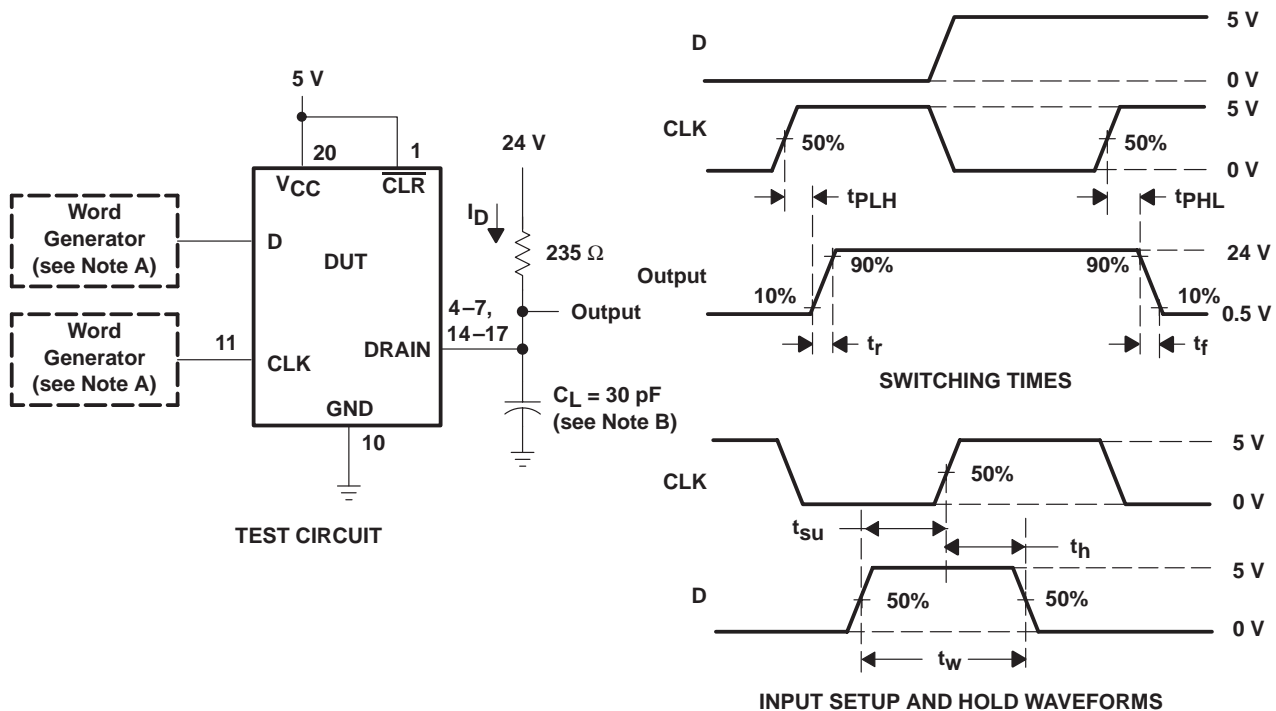 5 V
20
1
VCC
CLR
24 V
Word
Generator
(see Note A)
D
DUT
ID
235 Ω
4–7,
14–17
Output
Word
Generator
(see Note A)
11
CLK
DRAIN
GND
10
CL = 30 pF
(see Note B)
TEST CIRCUIT
D
5 V
0 V
CLK
50%
50%
5 V
0 V
tPLH
tPHL
Output
10%
90%
90%
10%
24 V
0.5 V
tr
tf
SWITCHING TIMES
CLK
50%
5 V
0 V
tsu
th
D
50%
50%
5 V
0 V
tw
INPUT SETUP AND HOLD WAVEFORMS